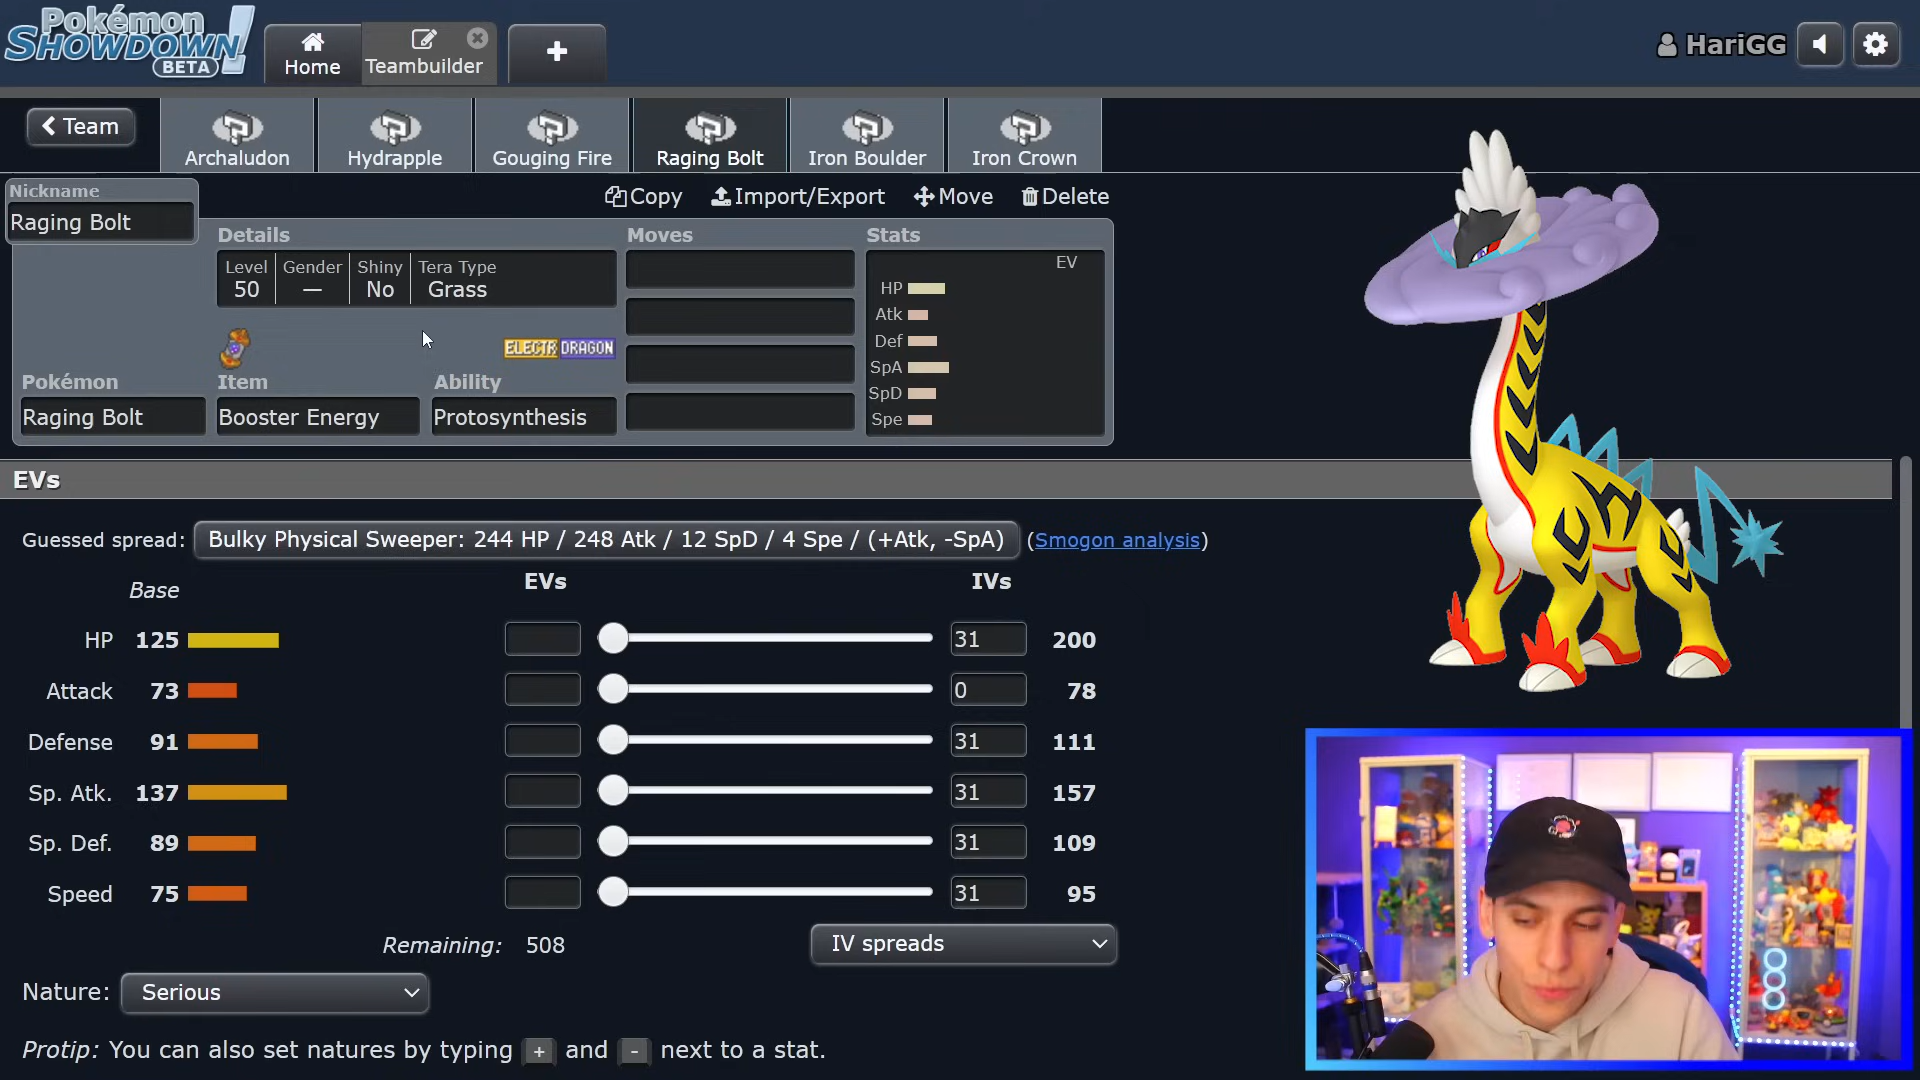 Pokémon
SHOWDOWN!
BETA
Home
Teambuilder
+
HariGG
Team
Archaludon
Hydrapple
Gouging Fire
Raging Bolt
Iron Boulder
Iron Crown
Nickname
Raging Bolt
Copy
Import/Export
Move
Delete
Details
Moves
Stats
Level
50
Gender
—
Shiny
No
Tera Type
Grass
EV
HP
Atk
Def
SpA
SpD
Spe
ELECTR DRAGON
Pokémon
Raging Bolt
Item
Booster Energy
Ability
Protosynthesis
EVs
Guessed spread: Bulky Physical Sweeper: 244 HP / 248 Atk / 12 SpD / 4 Spe / (+Atk, -SpA) (Smogon analysis)
Base EVs IVs
HP 125 31 200
Attack 73 0 78
Defense 91 31 111
Sp. Atk. 137 31 157
Sp. Def. 89 31 109
Speed 75 31 95
Remaining: 508
IV spreads
Nature: Serious
Protip: You can also set natures by typing + and - next to a stat.